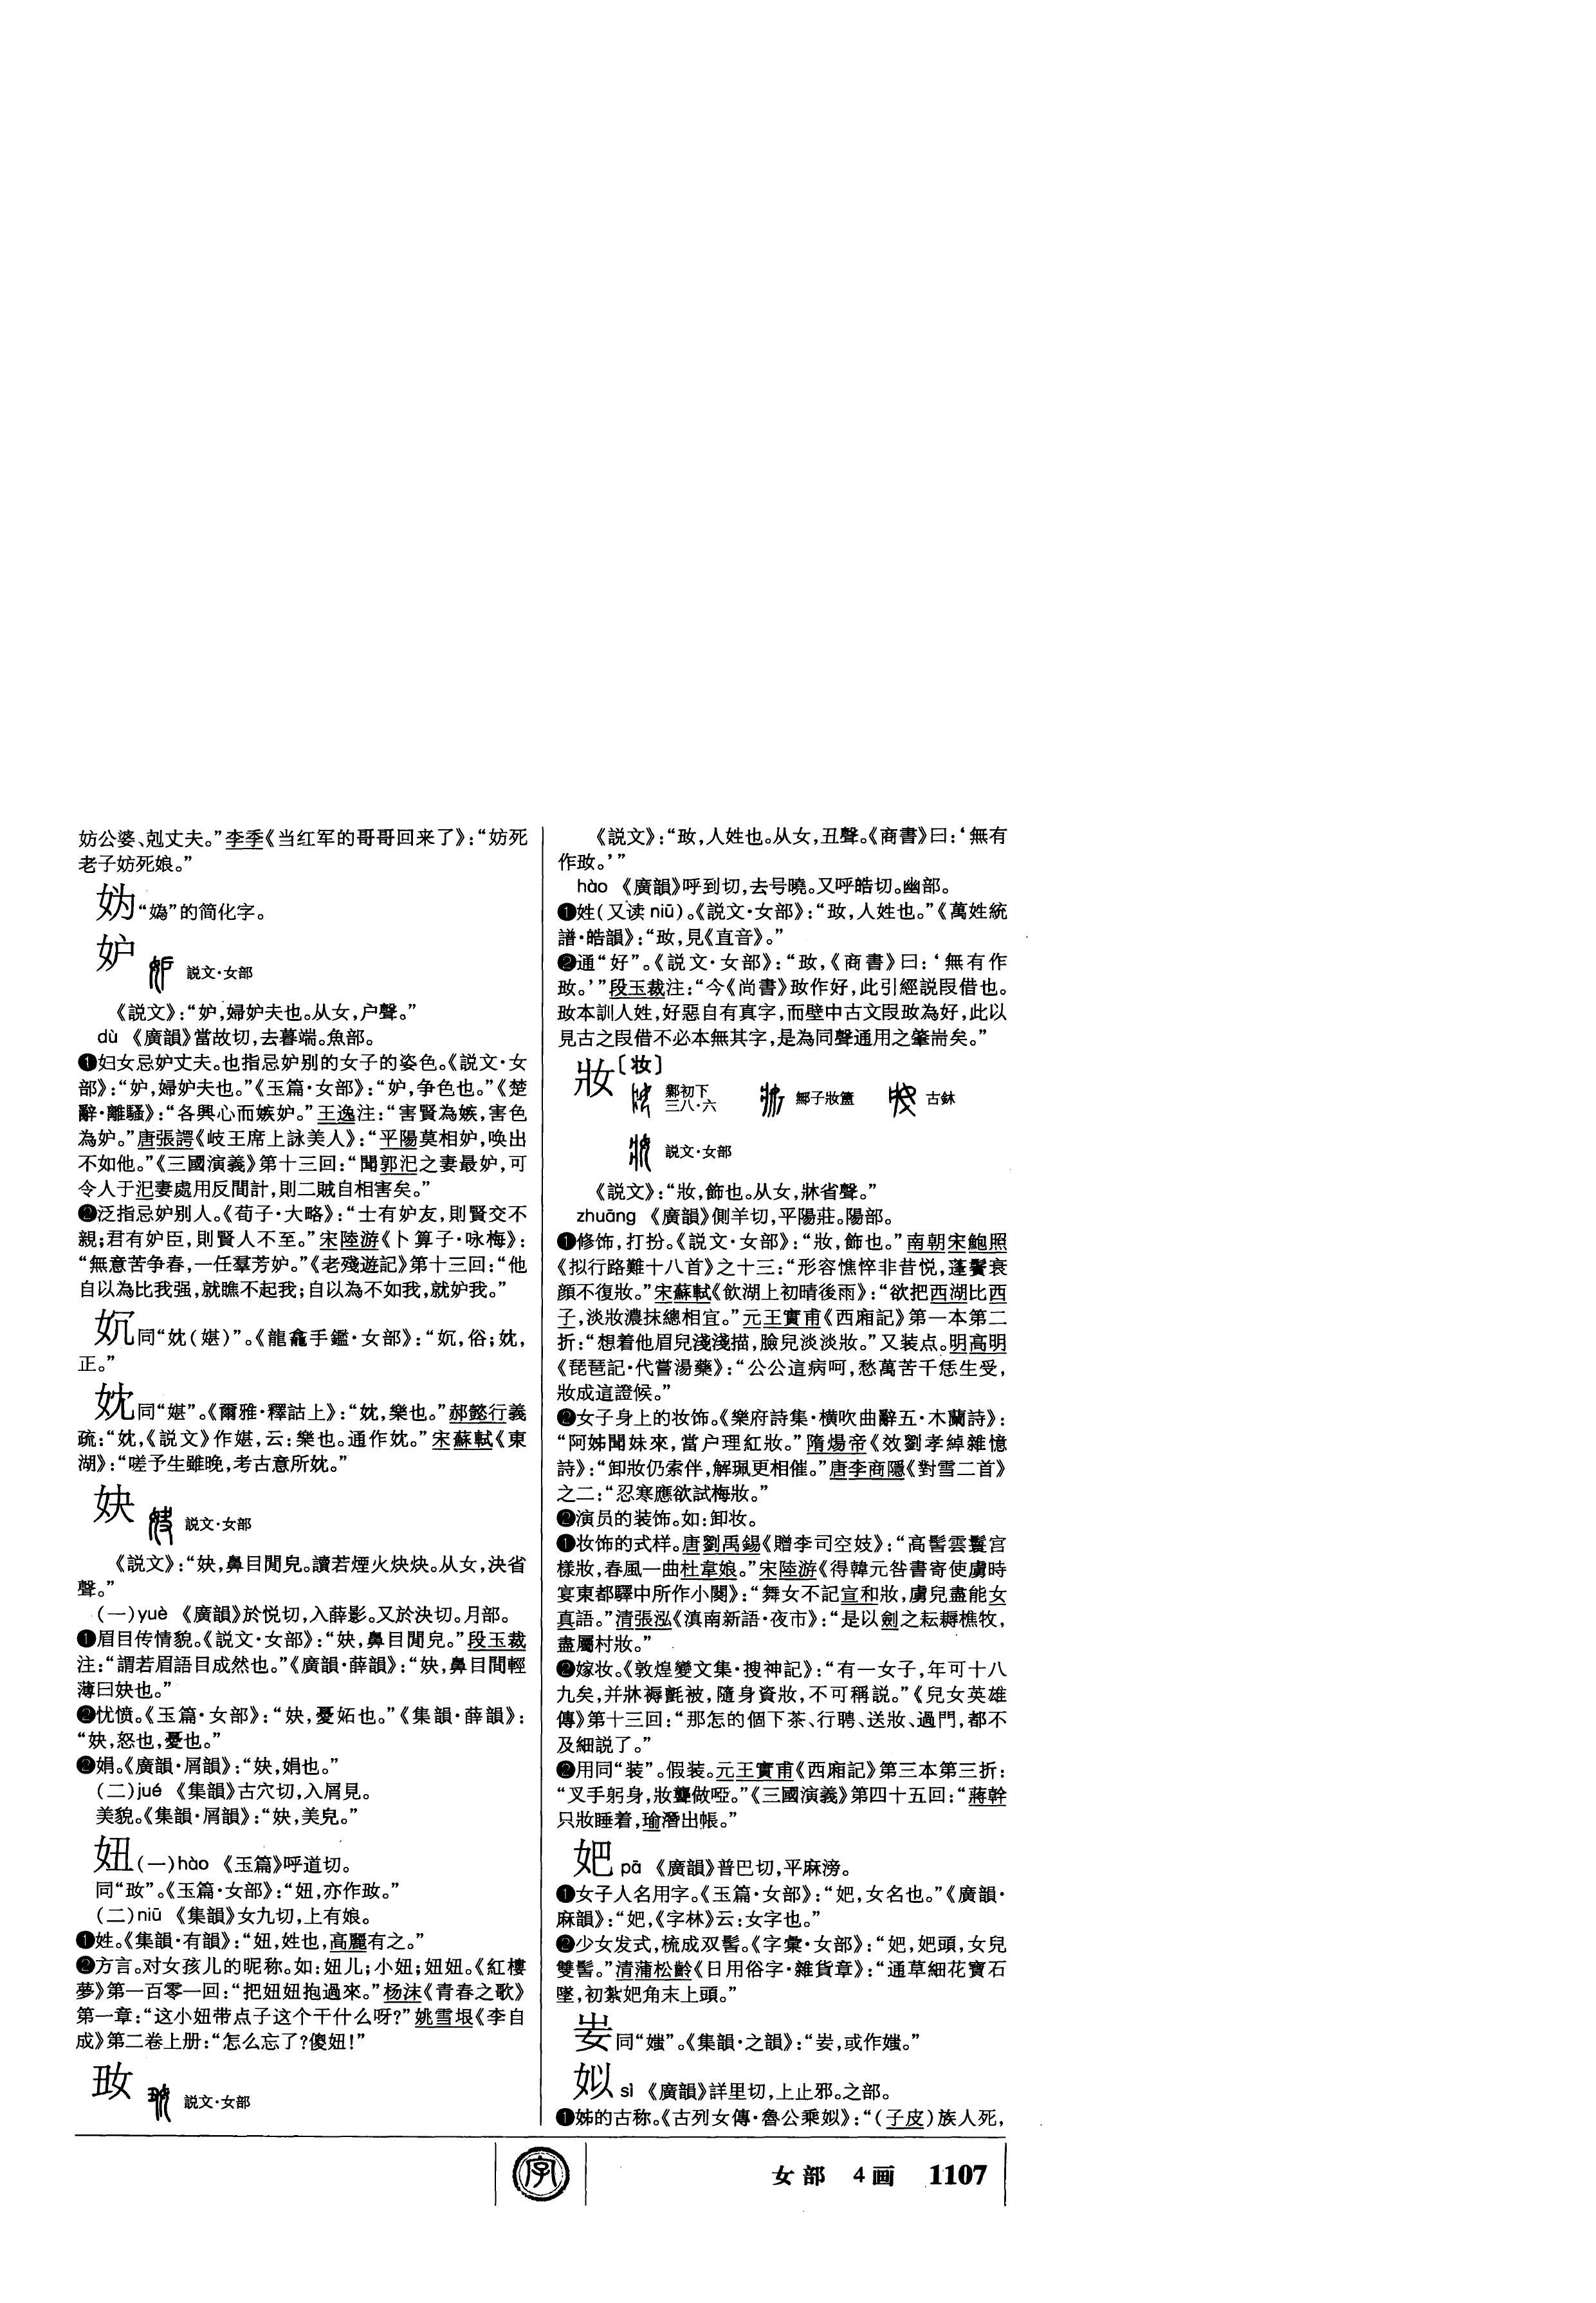 妨公婆、剋丈夫。”李季《当红军的哥哥回来了》：“妨死
老子妨死娘。”
㛀“嬀”的简化字。
妒 説文·女部
《説文》：“妒，婦妒夫也。从女，户聲。”
dù 《廣韻》當故切，去暮端。魚部。
❶妇女忌妒丈夫。也指忌妒别的女子的姿色。《説文·女
部》：“妒，婦妒夫也。”《玉篇·女部》：“妒，争色也。”《楚
辭·離騷》：“各興心而嫉妒。”王逸注：“害賢為嫉，害色
為妒。”唐張諤《岐王席上詠美人》：“平陽莫相妒，唤出
不如他。”《三國演義》第十三回：“聞郭汜之妻最妒，可
令人于汜妻處用反間計，則二賊自相害矣。”
❷泛指忌妒别人。《荀子·大略》：“士有妒友，則賢交不
親；君有妒臣，則賢人不至。”宋陸游《卜算子·咏梅》：
“無意苦争春，一任羣芳妒。”《老殘遊記》第十三回：“他
自以為比我强，就瞧不起我；自以為不如我，就妒我。”
㚮同“妉（媅）”。《龍龕手鑑·女部》：“㚮，俗；妉，
正。”
妉同“媅”。《爾雅·釋詁上》：“妉，樂也。”郝懿行義
疏：“妉，《説文》作媅，云：樂也。通作妉。”宋蘇軾《東
湖》：“嗟予生雖晚，考古意所妉。”
妜 説文·女部
《説文》：“妜，鼻目閒皃。讀若煙火炔炔。从女，決省
聲。”
（一）yuè 《廣韻》於悦切，入薛影。又於決切。月部。
❶眉目传情貌。《説文·女部》：“妜，鼻目閒皃。”段玉裁
注：“謂若眉語目成然也。”《廣韻·薛韻》：“妜，鼻目間輕
薄曰妜也。”
❷忧愤。《玉篇·女部》：“妜，憂妬也。”《集韻·薛韻》：
“妜，怒也，憂也。”
❷娟。《廣韻·屑韻》：“妜，娟也。”
（二）jué 《集韻》古穴切，入屑見。
美貌。《集韻·屑韻》：“妜，美皃。”
妞（一）hào 《玉篇》呼道切。
同“㺿”。《玉篇·女部》：“妞，亦作㺿。”
（二）niū 《集韻》女九切，上有娘。
❶姓。《集韻·有韻》：“妞，姓也，高麗有之。”
❷方言。对女孩儿的昵称。如：妞儿；小妞；妞妞。《紅樓
夢》第一百零一回：“把妞妞抱過來。”杨沫《青春之歌》
第一章：“这小妞带点子这个干什么呀？”姚雪垠《李自
成》第二卷上册：“怎么忘了？傻妞！”
説文·女部
《説文》：“，人姓也。从女，丑聲。《商書》曰：‘無有
作。’”
hào 《廣韻》呼到切，去号曉。又呼皓切。幽部。
❶姓（又读niū）。《説文·女部》：“，人姓也。”《萬姓統
譜·皓韻》：“，見《直音》。”
❷通“好”。《説文·女部》：“，《商書》曰：‘無有作
。’”段玉裁注：“今《尚書》作好，此引經説叚借也。
本訓人姓，好惡自有真字，而壁中古文叚為好，此以
見古之叚借不必本無其字，是為同聲通用之肇耑矣。”
妝〔妆〕 鄴初下三八·六 鄦子妝簠 古鉥
説文·女部
《説文》：“妝，飾也。从女，牀省聲。”
zhuāng 《廣韻》側羊切，平陽莊。陽部。
❶修饰，打扮。《説文·女部》：“妝，飾也。”南朝宋鮑照
《拟行路難十八首》之十三：“形容憔悴非昔悦，蓬鬢衰
顔不復妝。”宋蘇軾《飲湖上初晴後雨》：“欲把西湖比西
子，淡妝濃抹總相宜。”元王實甫《西廂記》第一本第二
折：“想着他眉兒淺淺描，臉兒淡淡妝。”又装点。明高明
《琵琶記·代嘗湯藥》：“公公這病呵，愁萬苦千恁生受，
妝成這證候。”
❷女子身上的妆饰。《樂府詩集·横吹曲辭五·木蘭詩》：
“阿姊聞妹來，當户理紅妝。”隋煬帝《效劉孝綽雜憶
詩》：“卸妝仍索伴，解珮更相催。”唐李商隱《對雪二首》
之二：“忍寒應欲試梅妝。”
❷演员的装饰。如：卸妆。
❶妆饰的式样。唐劉禹錫《贈李司空妓》：“高髻雲鬟宫
樣妝，春風一曲杜韋娘。”宋陸游《得韓元咎書寄使虜時
宴東都驛中所作小闋》：“舞女不記宣和妝，虜兒盡能女
真語。”清張泓《滇南新語·夜市》：“是以劍之耘耨樵牧，
盡屬村妝。”
❷嫁妆。《敦煌變文集·搜神記》：“有一女子，年可十八
九矣，并牀褥氈被，隨身資妝，不可稱説。”《兒女英雄
傳》第十三回：“那怎的個下茶、行聘、送妝、過門，都不
及細説了。”
❷用同“装”。假装。元王實甫《西廂記》第三本第三折：
“叉手躬身，妝聾做啞。”《三國演義》第四十五回：“蔣幹
只妝睡着，瑜潛出帳。”
妑 pā 《廣韻》普巴切，平麻滂。
❶女子人名用字。《玉篇·女部》：“妑，女名也。”《廣韻·
麻韻》：“妑，《字林》云：女字也。”
❷少女发式，梳成双髻。《字彙·女部》：“妑，妑頭，女兒
雙髻。”清蒲松齡《日用俗字·雜貨章》：“通草細花寶石
墜，初紮妑角末上頭。”
同“媸”。《集韻·之韻》：“，或作媸。”
姒 sì 《廣韻》詳里切，上止邪。之部。
❶姊的古称。《古列女傳·魯公乘姒》：“（子皮）族人死，
字
女部 4画 1107